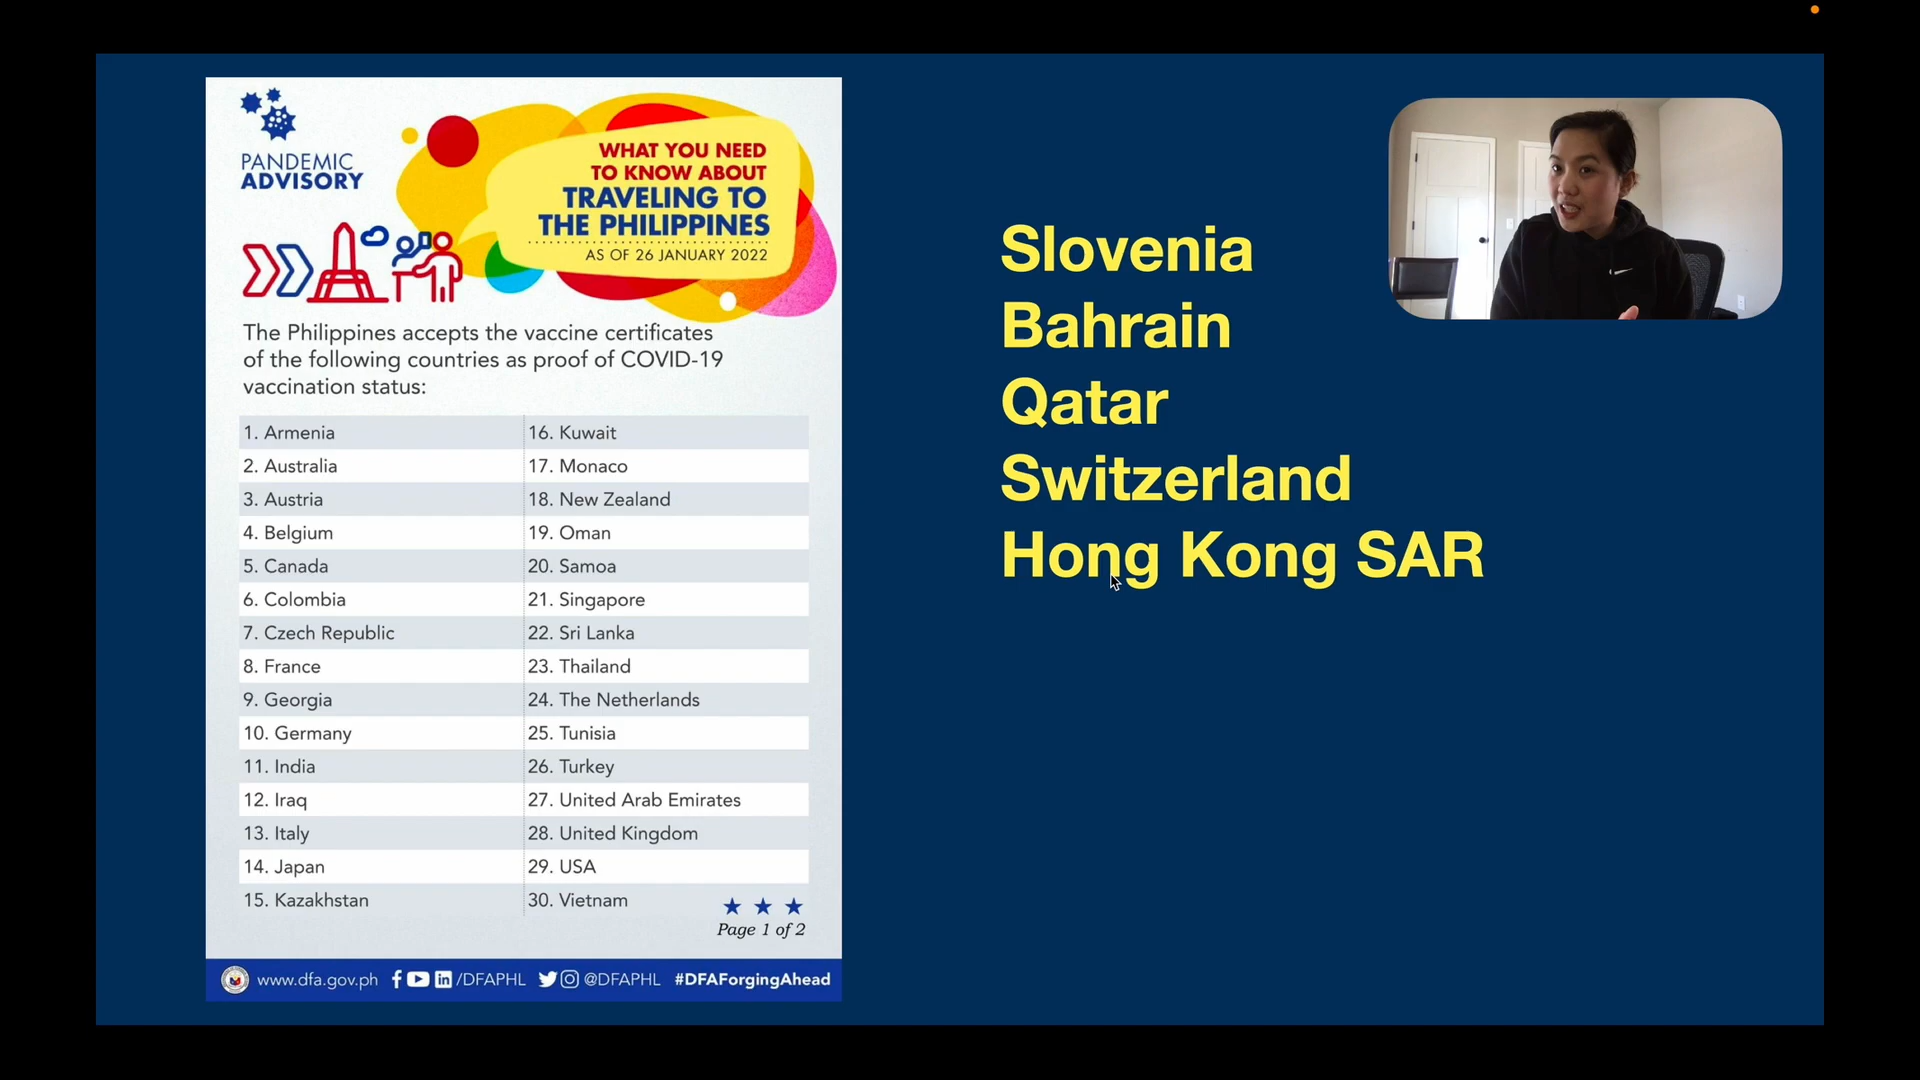 PANDEMIC
ADVISORY
WHAT YOU NEED
TO KNOW ABOUT
TRAVELING TO
THE PHILIPPINES
AS OF 26 JANUARY 2022
The Philippines accepts the vaccine certificates
of the following countries as proof of COVID-19
vaccination status:
1. Armenia
2. Australia
3. Austria
4. Belgium
5. Canada
6. Colombia
7. Czech Republic
8. France
9. Georgia
10. Germany
11. India
12. Iraq
13. Italy
14. Japan
15. Kazakhstan
16. Kuwait
17. Monaco
18. New Zealand
19. Oman
20. Samoa
21. Singapore
22. Sri Lanka
23. Thailand
24. The Netherlands
25. Tunisia
26. Turkey
27. United Arab Emirates
28. United Kingdom
29. USA
30. Vietnam
Page 1 of 2
www.dfa.gov.ph /DFAPHL @DFAPHL #DFAForgingAhead
Slovenia
Bahrain
Qatar
Switzerland
Hong Kong SAR